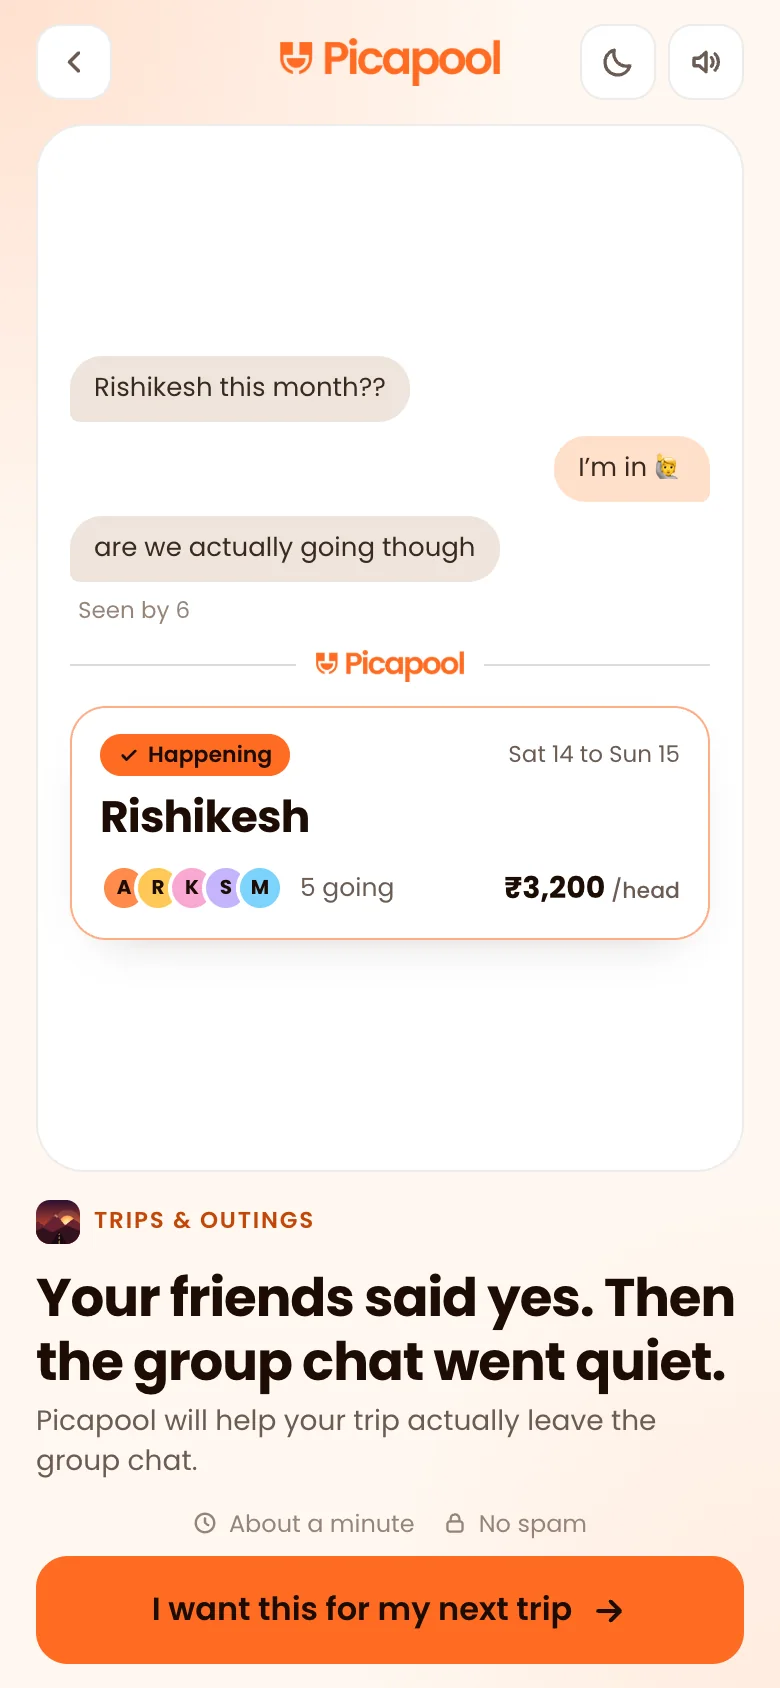 Picapool
Rishikesh this month??
I’m in 🙋
are we actually going though
Seen by 6
Picapool
Happening
Sat 14 to Sun 15
Rishikesh
A R K S M 5 going
₹3,200 /head
TRIPS & OUTINGS
Your friends said yes. Then
the group chat went quiet.
Picapool will help your trip actually leave the
group chat.
About a minute
No spam
I want this for my next trip →